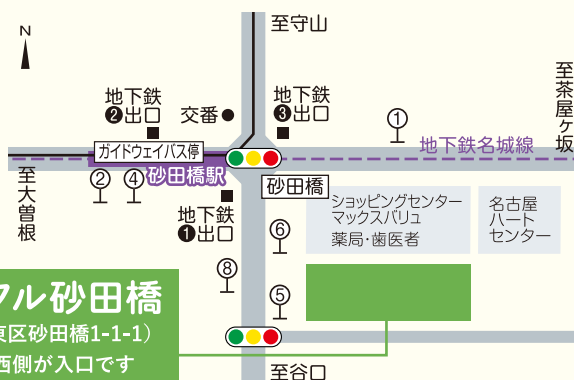 N
至守山
至茶屋ヶ坂
地下鉄
❷出口
交番
地下鉄
❸出口
①
地下鉄名城線
ガイドウェイバス停
砂田橋駅
砂田橋
至大曽根
②
④
地下鉄
❶出口
ショッピングセンター
マックスバリュ
薬局・歯医者
名古屋
ハート
センター
⑥
⑧
⑤
アル砂田橋
東区砂田橋1-1-1）
西側が入口です
至谷口